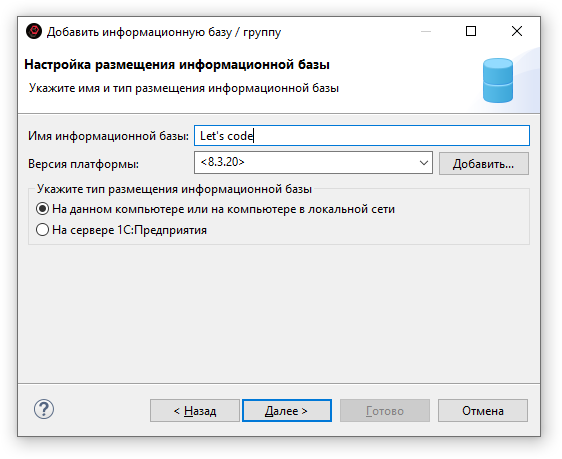 Добавить информационную базу / группу
Настройка размещения информационной базы
Укажите имя и тип размещения информационной базы
Имя информационной базы: Let's code
Версия платформы: <8.3.20> Добавить...
Укажите тип размещения информационной базы
На данном компьютере или на компьютере в локальной сети
На сервере 1С:Предприятия
? < Назад Далее > Готово Отмена